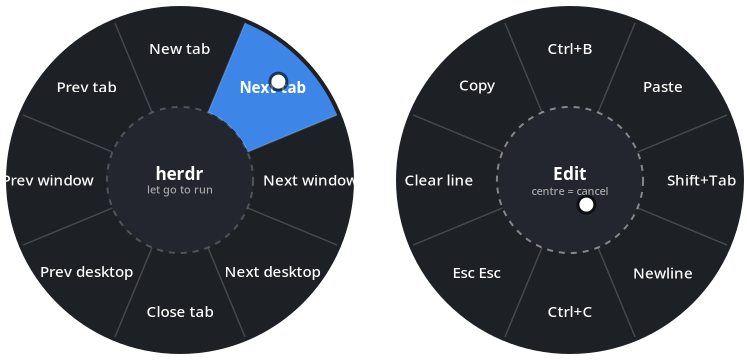 New tab
Prev tab
Next tab
Prev window
herdr
let go to run
Next window
Prev desktop
Next desktop
Close tab
Ctrl+B
Copy
Paste
Clear line
Edit
centre = cancel
Shift+Tab
Esc Esc
Newline
Ctrl+C